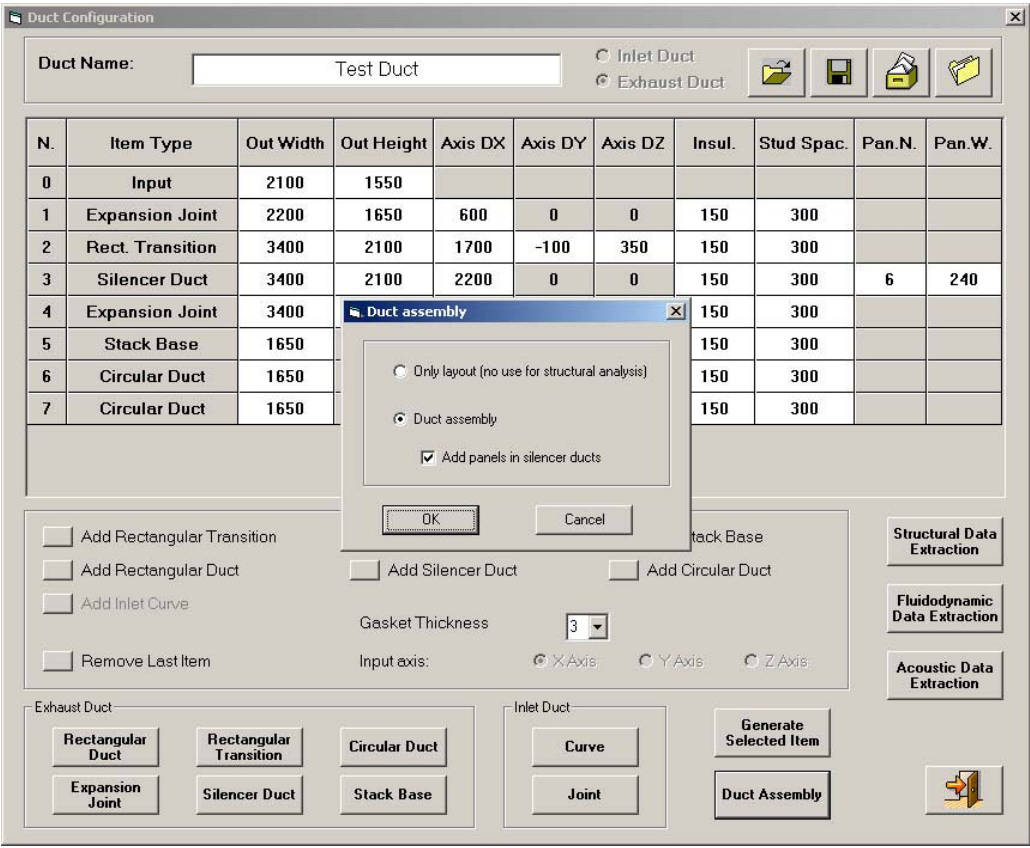 Duct Configuration
Duct Name:
Test Duct
Inlet Duct
Exhaust Duct
N. Item Type Out Width Out Height Axis DX Axis DY Axis DZ Insul. Stud Spac. Pan.N. Pan.W.
0 Input 2100 1550
1 Expansion Joint 2200 1650 600 0 0 150 300
2 Rect. Transition 3400 2100 1700 -100 350 150 300
3 Silencer Duct 3400 2100 2200 0 0 150 300 6 240
4 Expansion Joint 3400 150 300
5 Stack Base 1650 150 300
6 Circular Duct 1650 150 300
7 Circular Duct 1650 150 300
Duct assembly
Only layout (no use for structural analysis)
Duct assembly
Add panels in silencer ducts
OK Cancel
Add Rectangular Transition
Base
Add Rectangular Duct
Add Silencer Duct
Add Circular Duct
Add Inlet Curve
Gasket Thickness 3
Remove Last Item
Input axis: X Axis Y Axis Z Axis
Structural Data
Extraction
Fluidodynamic
Data Extraction
Acoustic Data
Extraction
Exhaust Duct
Rectangular
Duct
Rectangular
Transition
Circular Duct
Expansion
Joint
Silencer Duct
Stack Base
Inlet Duct
Curve
Joint
Generate
Selected Item
Duct Assembly